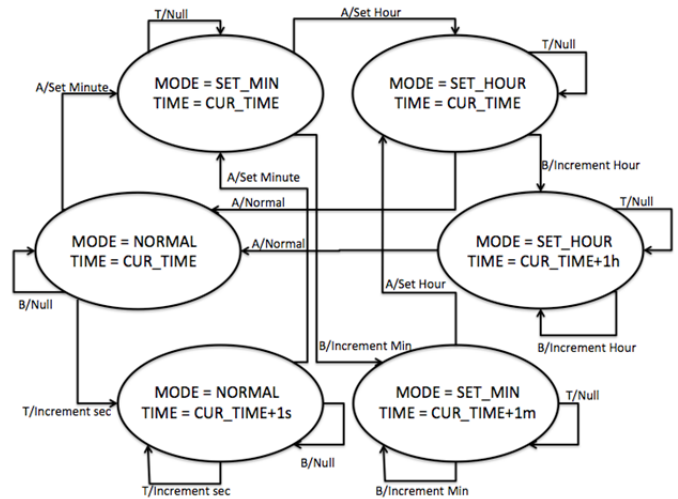 T/Null
A/Set Hour
T/Null
MODE = SET_MIN
TIME = CUR_TIME
MODE = SET_HOUR
TIME = CUR_TIME
A/Set Minute
B/Increment Hour
A/Set Minute
T/Null
A/Normal
MODE = NORMAL
TIME = CUR_TIME
A/Normal
MODE = SET_HOUR
TIME = CUR_TIME+1h
A/Set Hour
B/Null
B/Increment Min
B/Increment Hour
MODE = NORMAL
TIME = CUR_TIME+1s
MODE = SET_MIN
TIME = CUR_TIME+1m
T/Null
T/Increment sec
B/Null
T/Increment sec
B/Increment Min